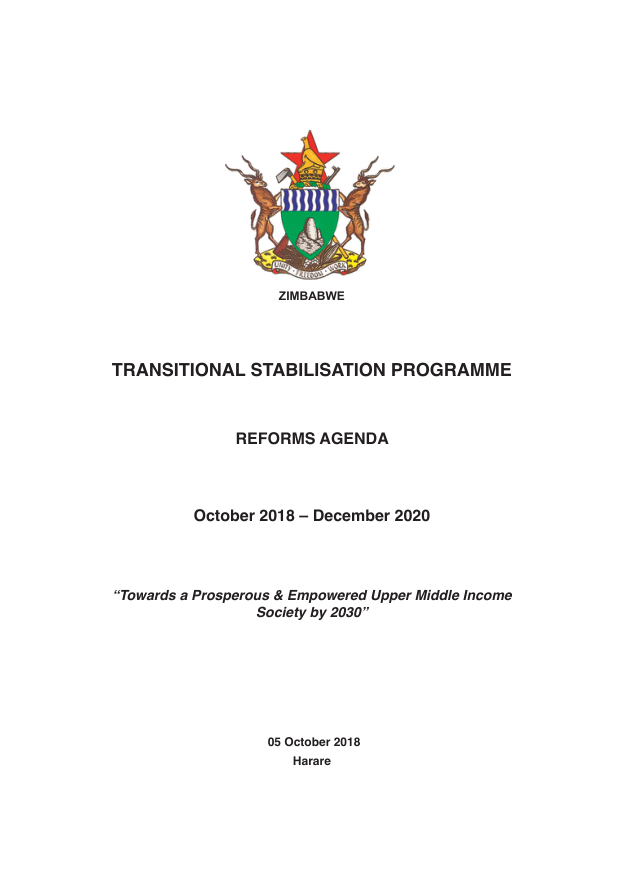 UNITY · FREEDOM · WORK
ZIMBABWE
TRANSITIONAL STABILISATION PROGRAMME
REFORMS AGENDA
October 2018 – December 2020
“Towards a Prosperous & Empowered Upper Middle Income
Society by 2030”
05 October 2018
Harare